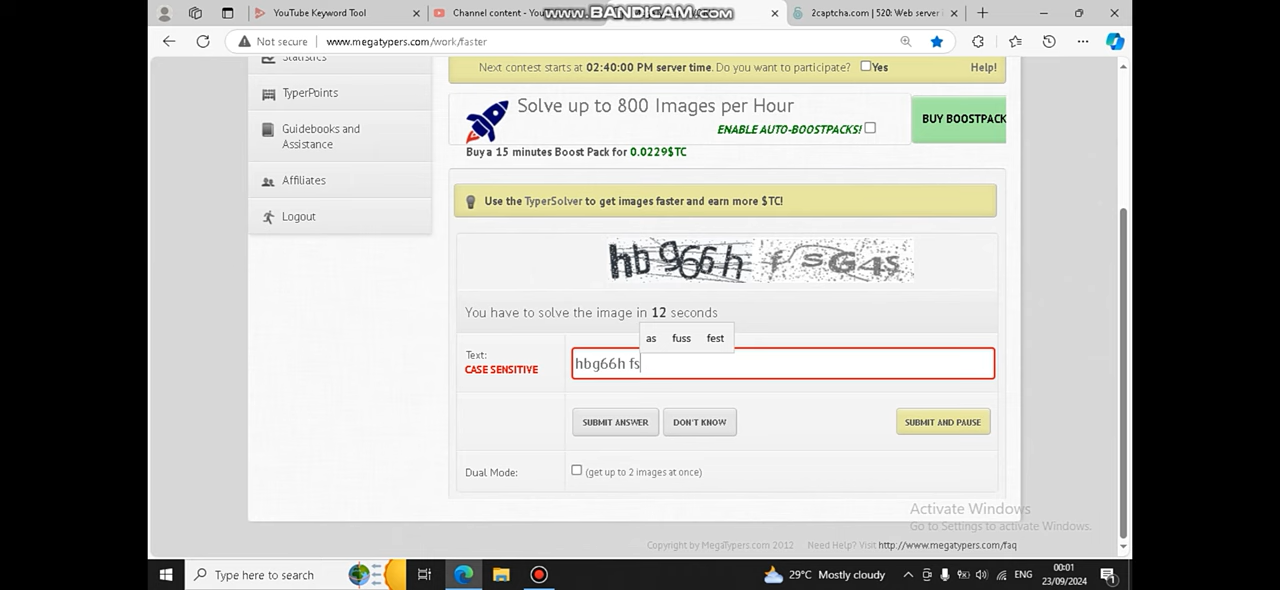 YouTube Keyword Tool
Channel content - You
www.BANDICAM.com
2captcha.com | 520: Web server
Not secure
www.megatypers.com/work/faster
Statistics
TyperPoints
Guidebooks and
Assistance
Affiliates
Logout
Next contest starts at 02:40:00 PM server time. Do you want to participate? Yes Help!
Solve up to 800 Images per Hour
ENABLE AUTO-BOOSTPACKS!
BUY BOOSTPACK
Buy a 15 minutes Boost Pack for 0.0229$TC
Use the TyperSolver to get images faster and earn more $TC!
hbg66h fsG4S
You have to solve the image in 12 seconds
as fuss fest
Text:
CASE SENSITIVE
hbg66h fs
SUBMIT ANSWER
DON'T KNOW
SUBMIT AND PAUSE
Dual Mode:
(get up to 2 images at once)
Activate Windows
Go to Settings to activate Windows.
Copyright by MegaTypers.com 2012 Need Help? Visit http://www.megatypers.com/faq
Type here to search
29°C Mostly cloudy
ENG
00:01
23/09/2024
1